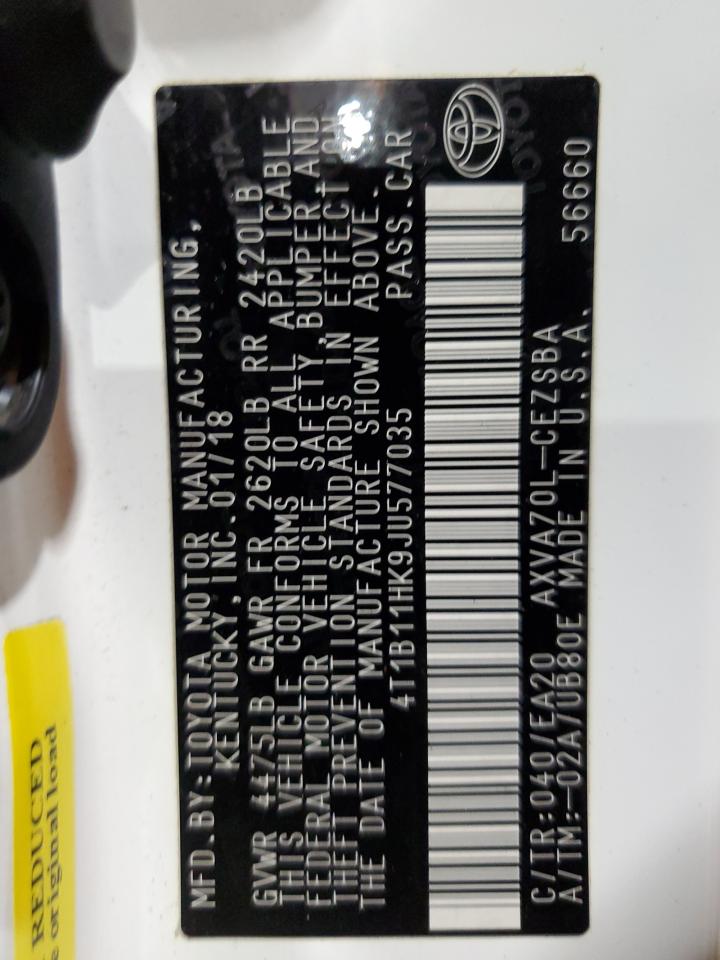 MFD.BY:TOYOTA MOTOR MANUFACTURING,
KENTUCKY,INC.01/18
GVWR 4475LB GAWR FR 2620LB RR 2420LB
THIS VEHICLE CONFORMS TO ALL APPLICABLE
FEDERAL MOTOR VEHICLE SAFETY,BUMPER AND
THEFT PREVENTION STANDARDS IN EFFECT ON
THE DATE OF MANUFACTURE SHOWN ABOVE.
4T1B11HK9JU577035 PASS.CAR
C/TR:040/EA20 AXVA70L-CEZSBA 56660
A/TM:-02A/UB80E MADE IN U.S.A.
REDUCED
original load